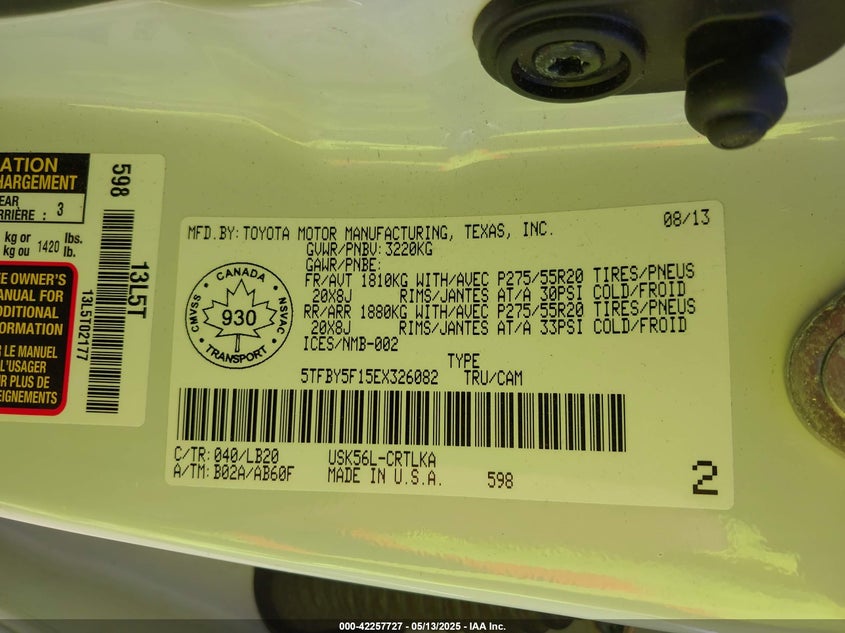 ATION
HARGEMENT
EAR
RRIÈRE : 3
kg or 1420 lbs.
kg ou lb.
EE OWNER'S
ANUAL FOR
DDITIONAL
FORMATION
R LE MANUEL
L'USAGER
UR PLUS DE
EIGNEMENTS
598
13L5T
13L5T02177
MFD.BY: TOYOTA MOTOR MANUFACTURING, TEXAS, INC. 08/13
GVWR/PNBV: 3220KG
GAWR/PNBE:
FR/AVT 1810KG WITH/AVEC P275/55R20 TIRES/PNEUS
20x8J RIMS/JANTES AT/A 30PSI COLD/FROID
RR/ARR 1880KG WITH/AVEC P275/55R20 TIRES/PNEUS
20x8J RIMS/JANTES AT/A 33PSI COLD/FROID
ICES/NMB-002
CANADA
CMVSS
930
NSVAC
TRANSPORT
TYPE
5TFBY5F15EX326082 TRU/CAM
C/TR: 040/LB20 USK56L-CRTLKA
A/TM: B02A/AB60F MADE IN U.S.A. 598
2
000-42257727 - 05/13/2025 - IAA Inc.